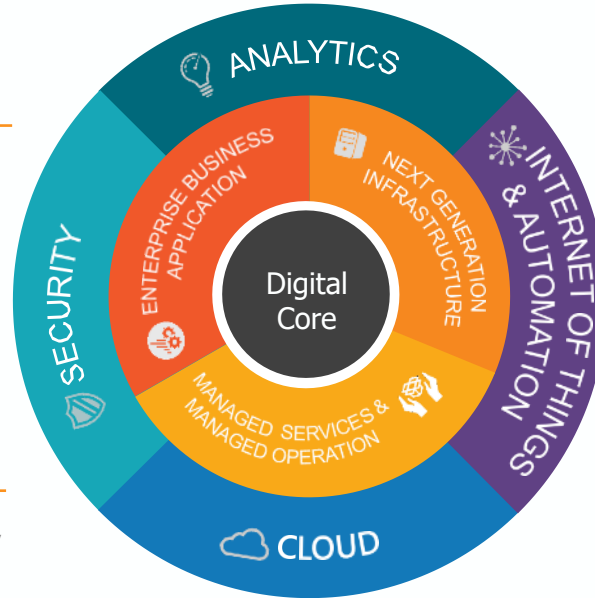 ANALYTICS
ENTERPRISE BUSINESS
APPLICATION
NEXT GENERATION
INFRASTRUCTURE
INTERNET OF THINGS
& AUTOMATION
SECURITY
Digital
Core
MANAGED SERVICES &
MANAGED OPERATION
CLOUD